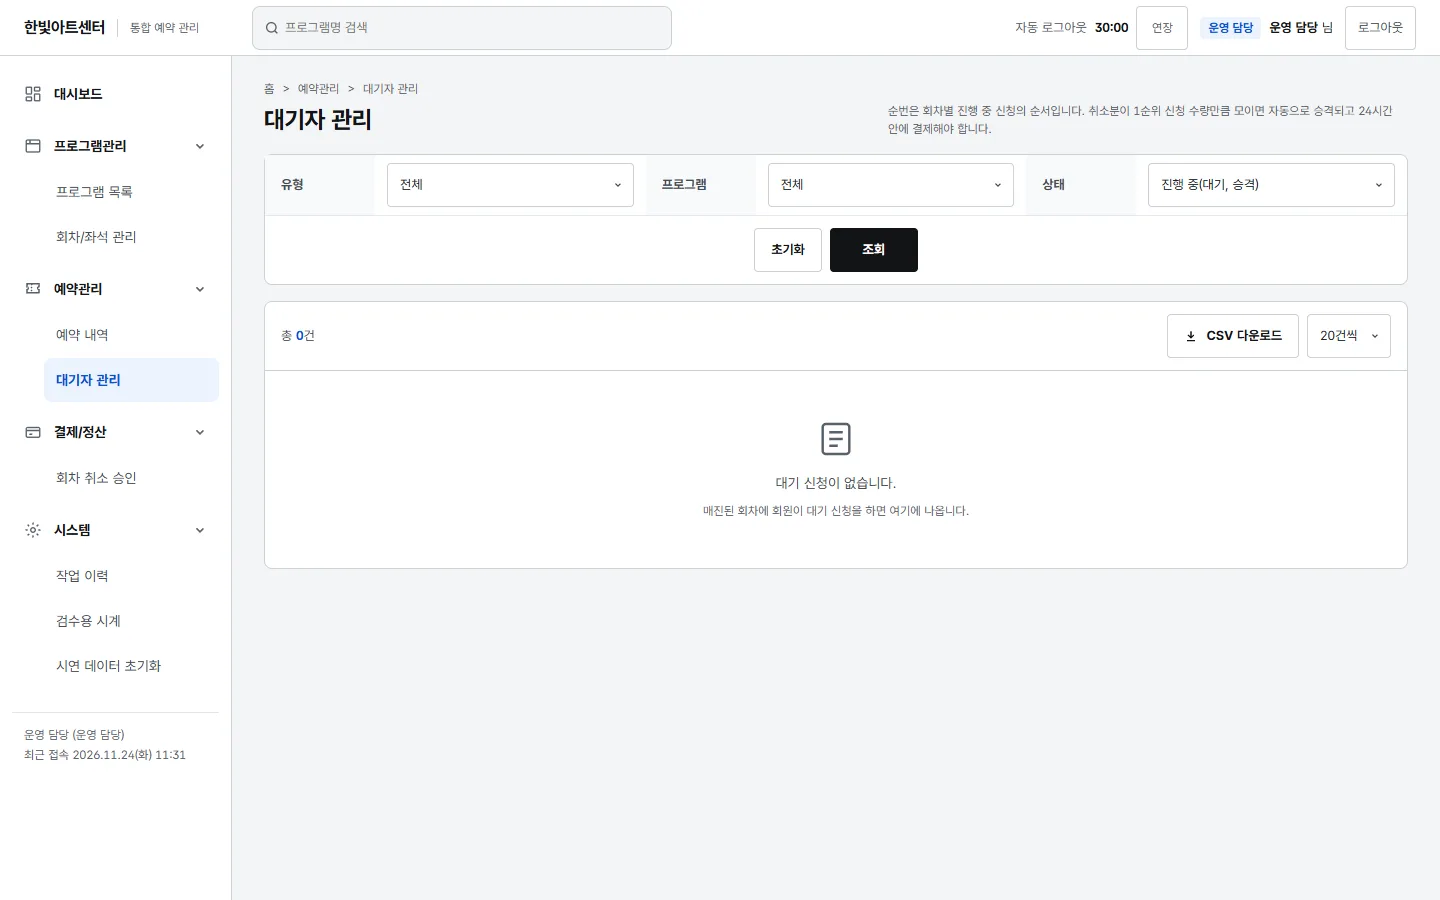 한빛아트센터
통합 예약 관리
프로그램명 검색
자동 로그아웃 30:00
연장
운영 담당
운영 담당 님
로그아웃
대시보드
프로그램관리
프로그램 목록
회차/좌석 관리
예약관리
예약 내역
대기자 관리
결제/정산
회차 취소 승인
시스템
작업 이력
검수용 시계
시연 데이터 초기화
운영 담당 (운영 담당)
최근 접속 2026.11.24(화) 11:31
홈 > 예약관리 > 대기자 관리
대기자 관리
순번은 회차별 진행 중 신청의 순서입니다. 취소분이 1순위 신청 수량만큼 모이면 자동으로 승격되고 24시간
안에 결제해야 합니다.
유형
전체
프로그램
전체
상태
진행 중(대기, 승격)
초기화
조회
총 0건
CSV 다운로드
20건씩
대기 신청이 없습니다.
매진된 회차에 회원이 대기 신청을 하면 여기에 나옵니다.